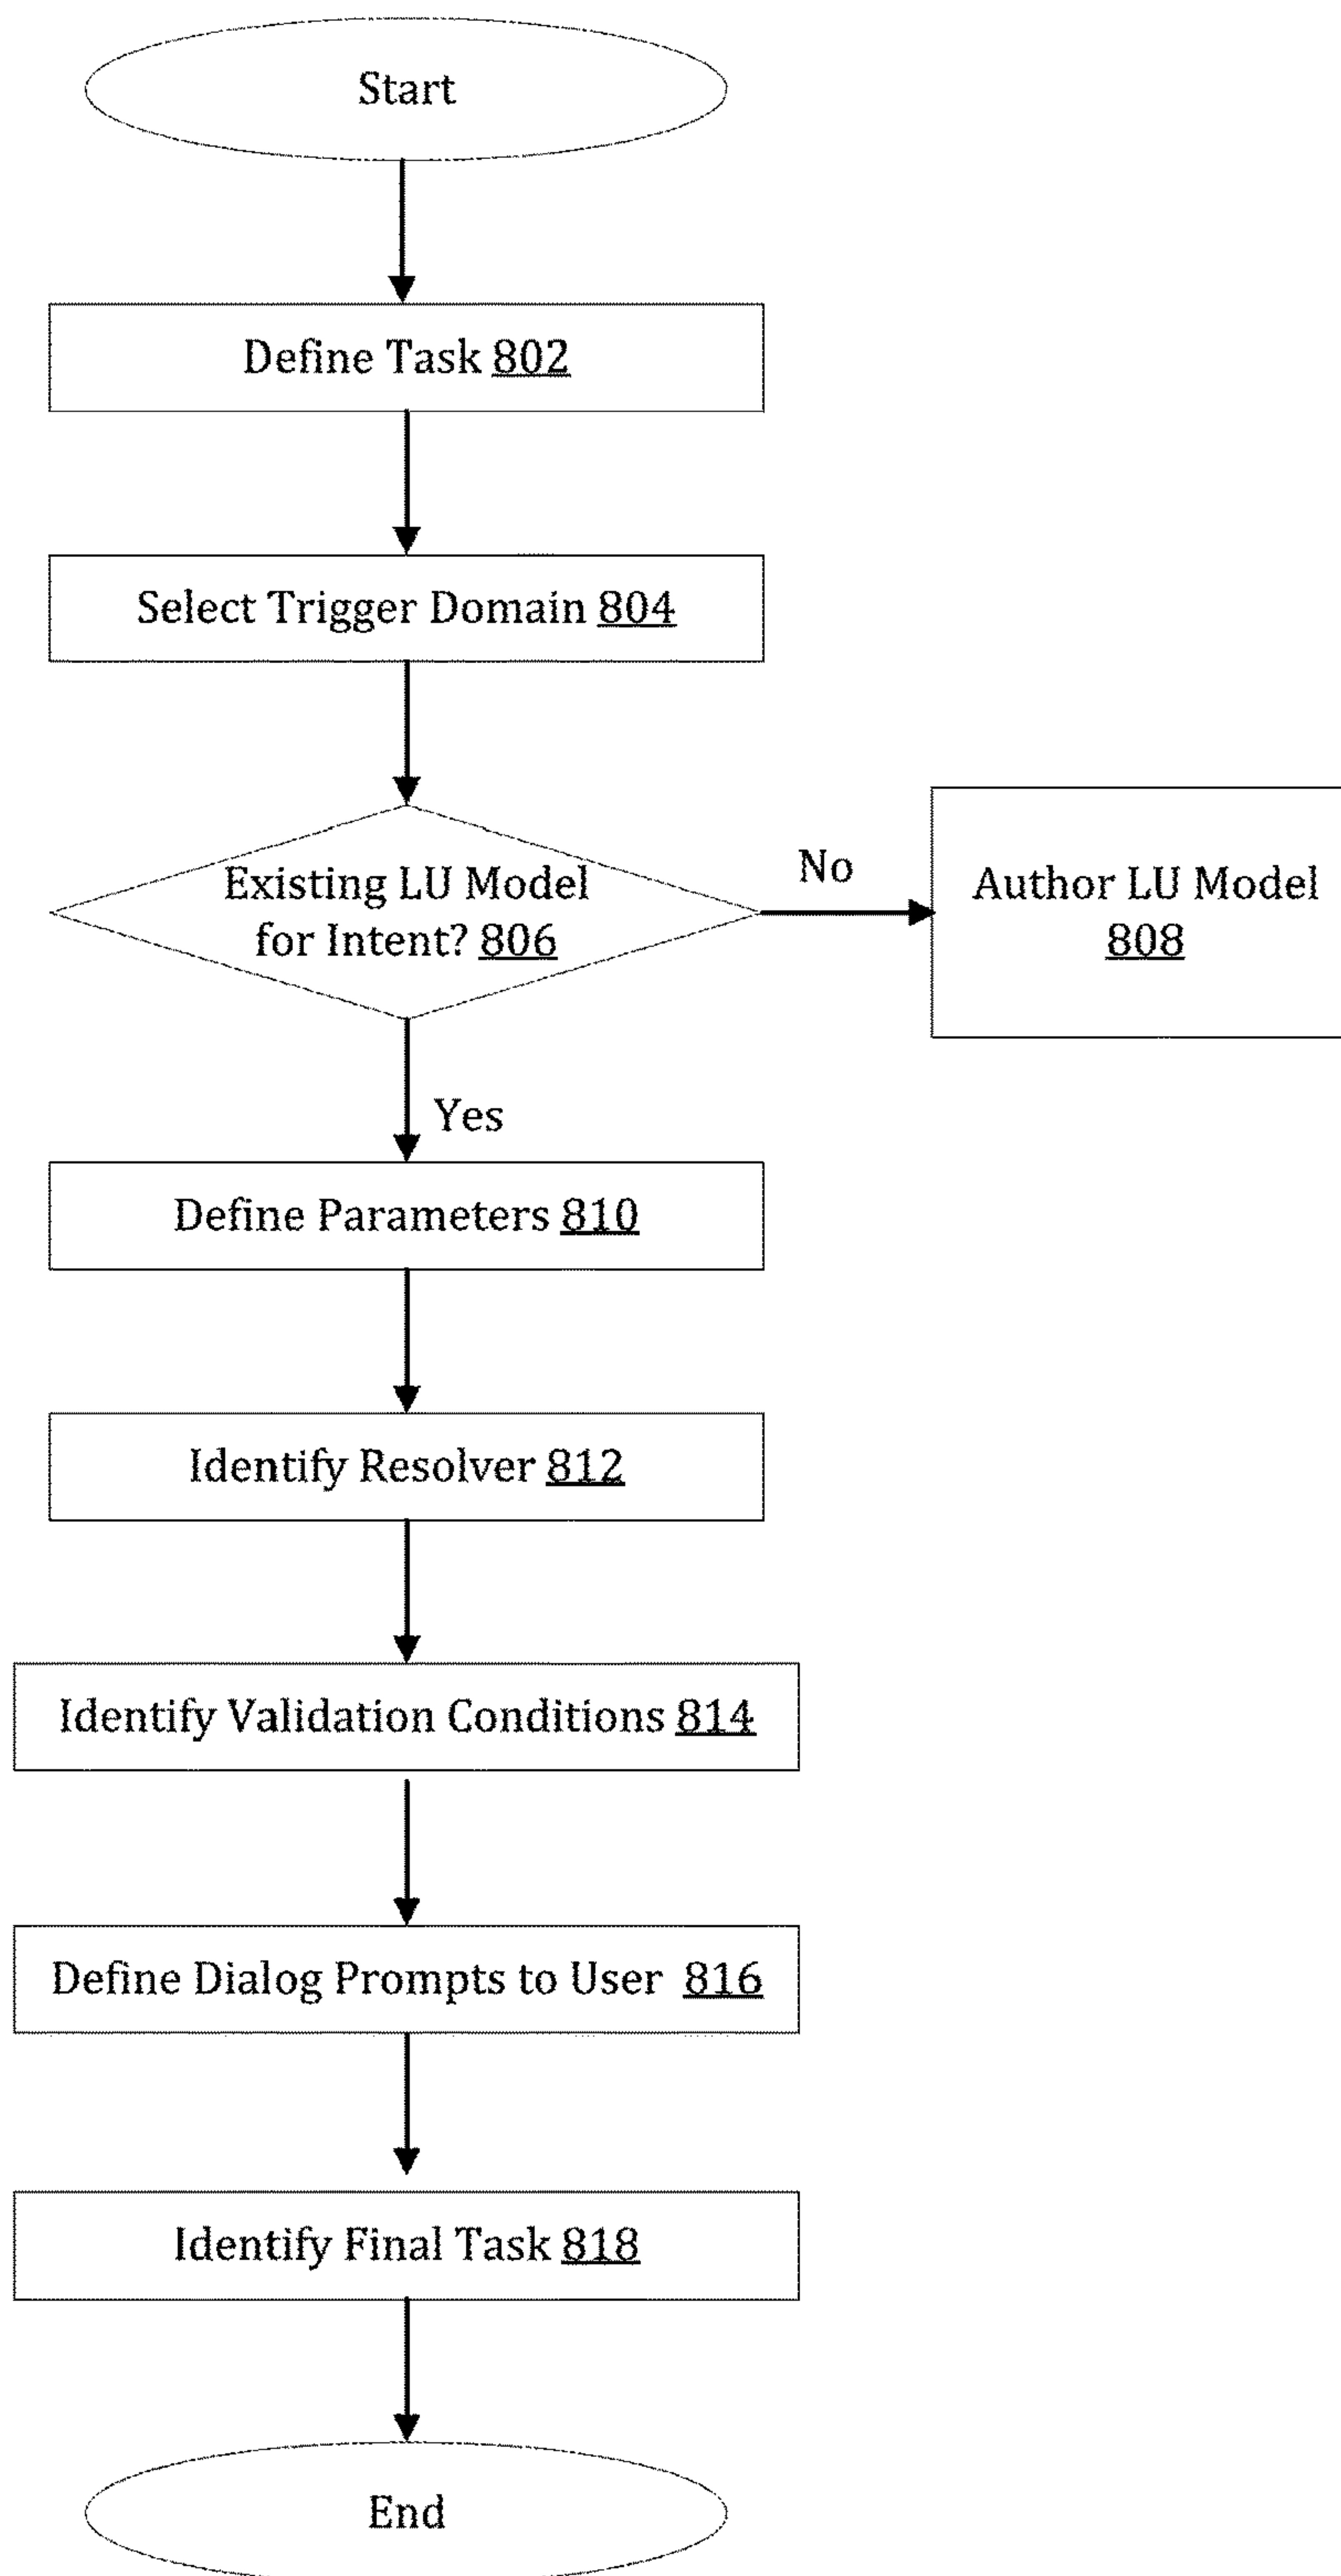 Start
Define Task 802
Select Trigger Domain 804
Existing LU Model
for Intent? 806
No
Author LU Model
808
Yes
Define Parameters 810
Identify Resolver 812
Identify Validation Conditions 814
Define Dialog Prompts to User 816
Identify Final Task 818
End